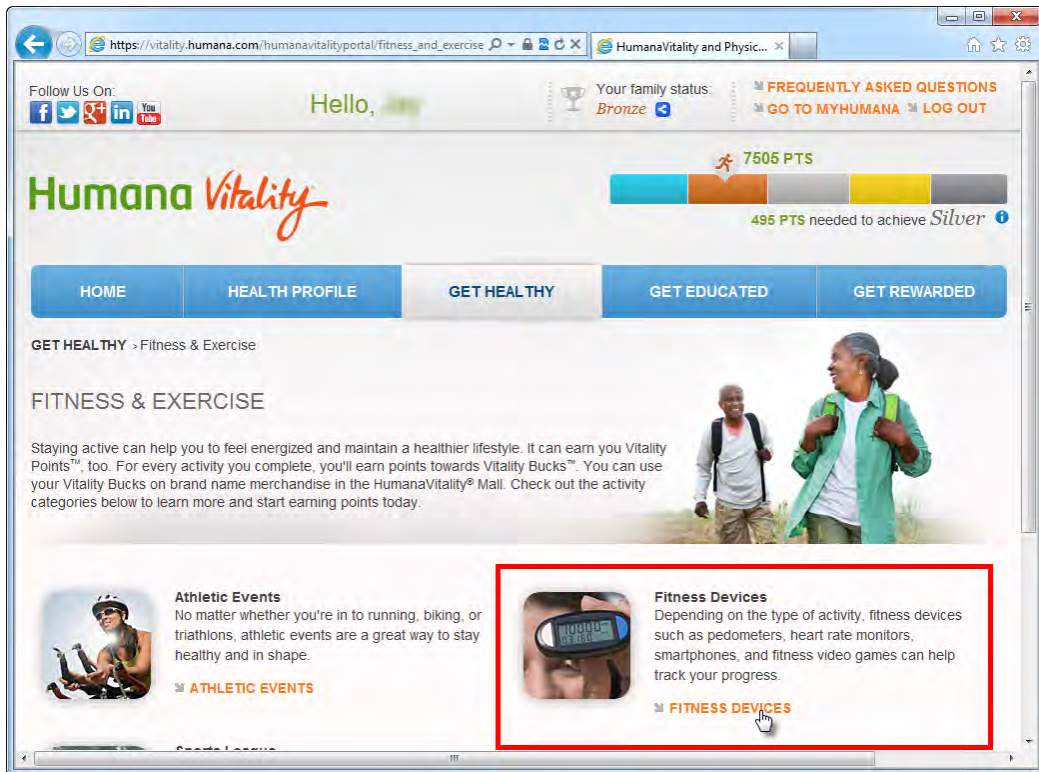 https://vitality.humana.com/humanavitalityportal/fitness_and_exercise
HumanaVitality and Physic...
Follow Us On:
You Tube
Hello,
Your family status:
Bronze
FREQUENTLY ASKED QUESTIONS
GO TO MYHUMANA LOG OUT
Humana Vitality
7505 PTS
495 PTS needed to achieve Silver
HOME HEALTH PROFILE GET HEALTHY GET EDUCATED GET REWARDED
GET HEALTHY > Fitness & Exercise
FITNESS & EXERCISE
Staying active can help you to feel energized and maintain a healthier lifestyle. It can earn you Vitality
Points™, too. For every activity you complete, you'll earn points towards Vitality Bucks™. You can use
your Vitality Bucks on brand name merchandise in the HumanaVitality® Mall. Check out the activity
categories below to learn more and start earning points today.
Athletic Events
No matter whether you're in to running, biking, or
triathlons, athletic events are a great way to stay
healthy and in shape.
ATHLETIC EVENTS
Fitness Devices
Depending on the type of activity, fitness devices
such as pedometers, heart rate monitors,
smartphones, and fitness video games can help
track your progress.
FITNESS DEVICES
Sports League